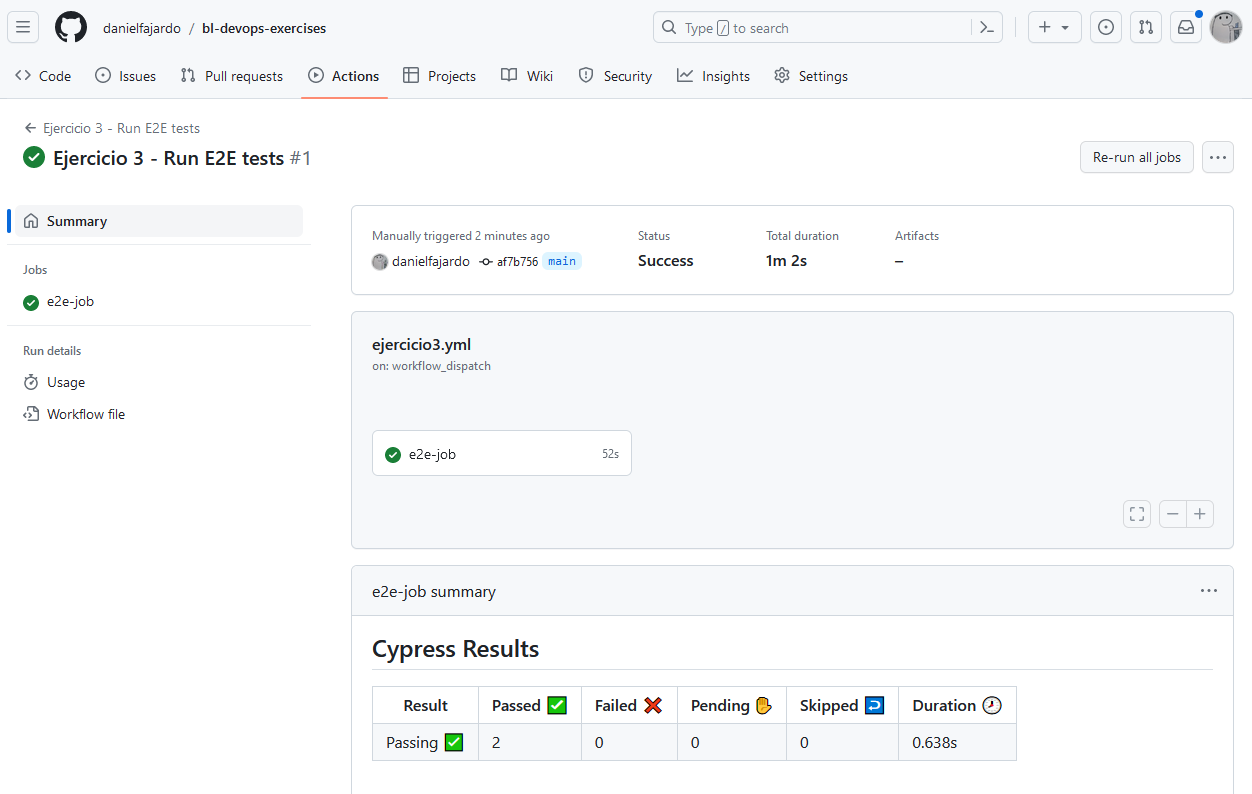 danielfajardo / bl-devops-exercises
Type / to search
Code Issues Pull requests Actions Projects Wiki Security Insights Settings
Ejercicio 3 - Run E2E tests
Ejercicio 3 - Run E2E tests #1
Re-run all jobs
Summary
Jobs
e2e-job
Run details
Usage
Workflow file
Manually triggered 2 minutes ago
danielfajardo af7b756 main
Status
Success
Total duration
1m 2s
Artifacts
–
ejercicio3.yml
on: workflow_dispatch
e2e-job 52s
e2e-job summary
Cypress Results
Result Passed ✅ Failed ❌ Pending ✋ Skipped ↩️ Duration 🕗
Passing ✅ 2 0 0 0 0.638s